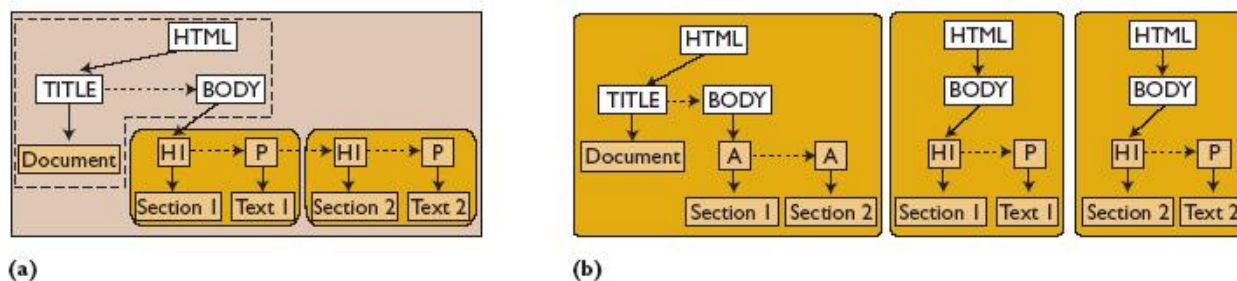 HTML
TITLE
BODY
Document
H1
P
H1
P
Section 1
Text 1
Section 2
Text 2
(a)
HTML
TITLE
BODY
Document
A
A
Section 1
Section 2
HTML
BODY
H1
P
Section 1
Text 1
HTML
BODY
H1
P
Section 2
Text 2
(b)